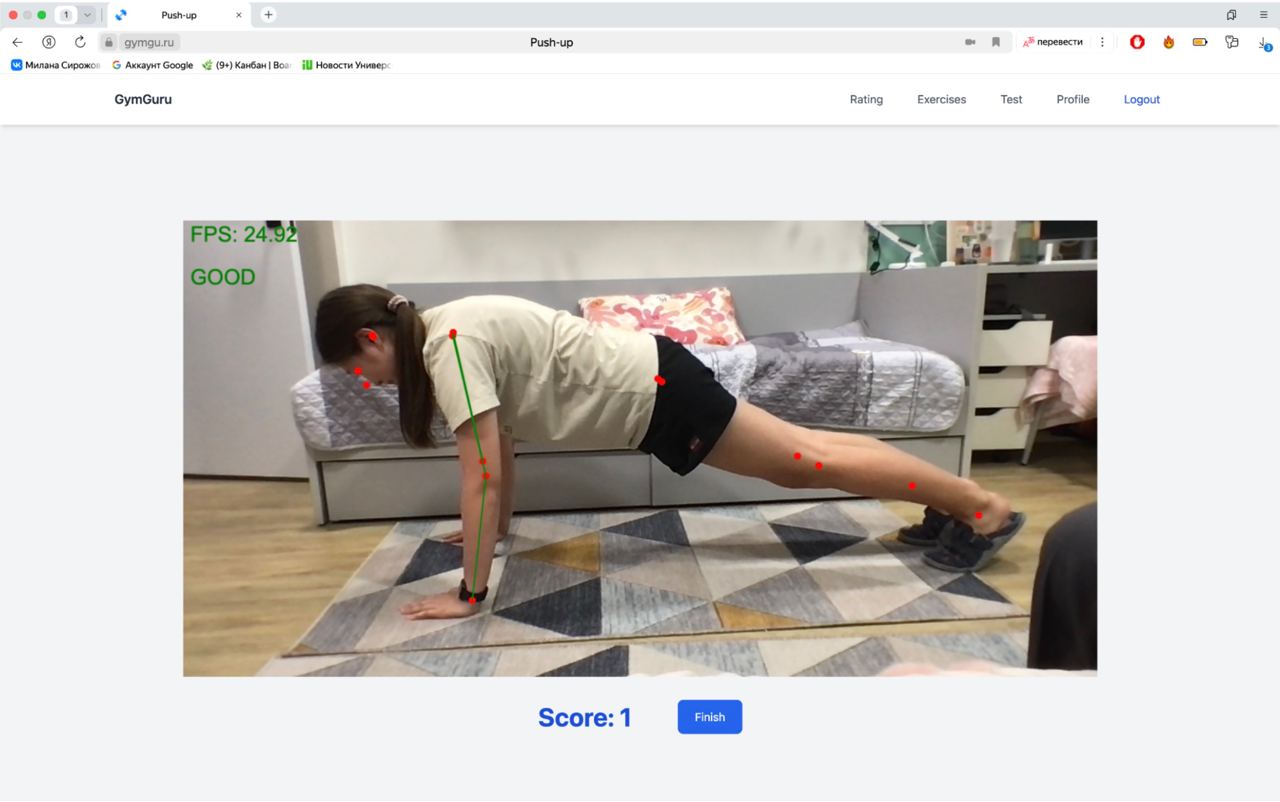 1
Push-up
gymgu.ru
Push-up
перевести
3
Милана Сирожов
Аккаунт Google
(9+) Канбан | Boa
Новости Универс
GymGuru
Rating
Exercises
Test
Profile
Logout
FPS: 24.92
GOOD
Score: 1
Finish